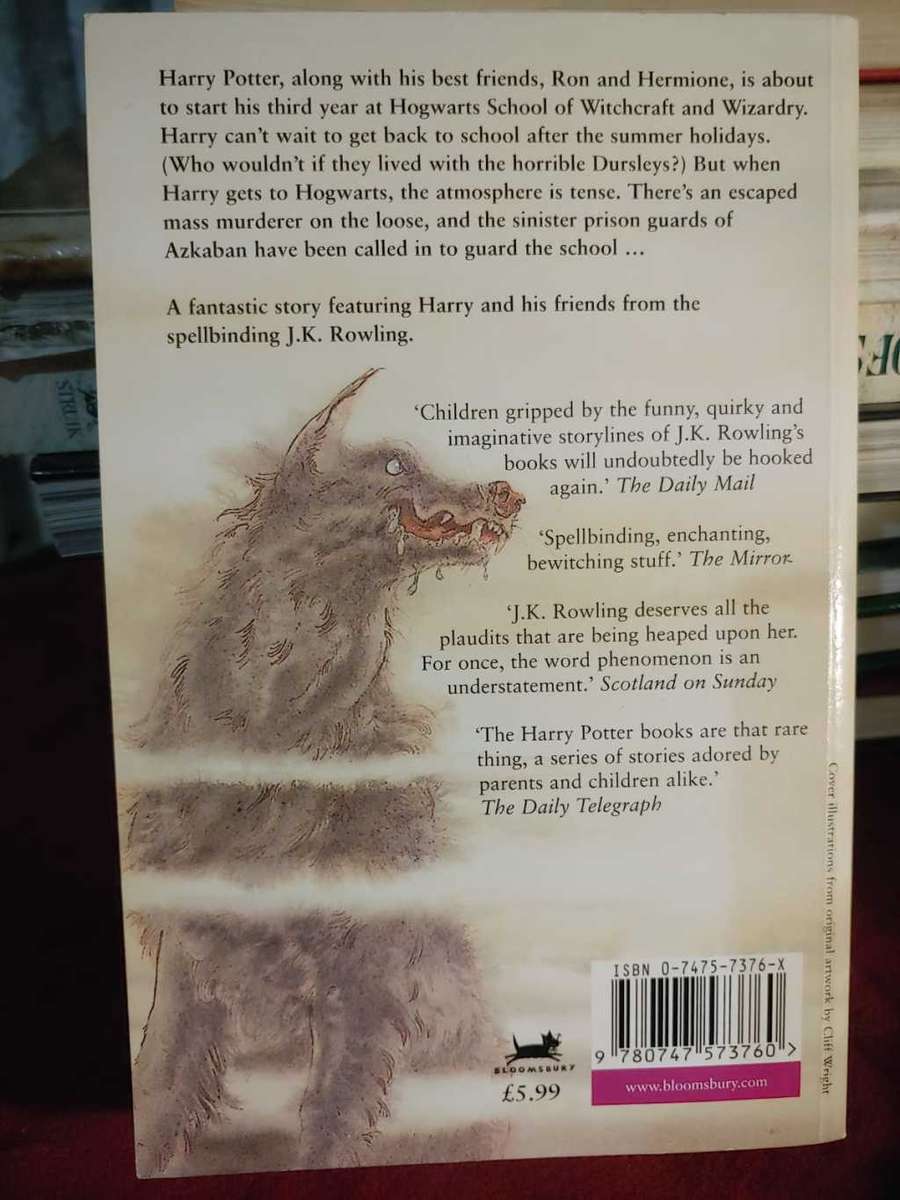 Harry Potter, along with his best friends, Ron and Hermione, is about
to start his third year at Hogwarts School of Witchcraft and Wizardry.
Harry can't wait to get back to school after the summer holidays.
(Who wouldn't if they lived with the horrible Dursleys?) But when
Harry gets to Hogwarts, the atmosphere is tense. There's an escaped
mass murderer on the loose, and the sinister prison guards of
Azkaban have been called in to guard the school ...
A fantastic story featuring Harry and his friends from the
spellbinding J.K. Rowling.
‘Children gripped by the funny, quirky and
imaginative storylines of J.K. Rowling's
books will undoubtedly be hooked
again.’ The Daily Mail
‘Spellbinding, enchanting,
bewitching stuff.’ The Mirror
‘J.K. Rowling deserves all the
plaudits that are being heaped upon her.
For once, the word phenomenon is an
understatement.’ Scotland on Sunday
‘The Harry Potter books are that rare
thing, a series of stories adored by
parents and children alike.’
The Daily Telegraph
Cover illustrations from original artwork by Cliff Wright
ISBN 0-7475-7376-X
9 780747 573760 >
www.bloomsbury.com
BLOOMSBURY
£5.99
STRUIK